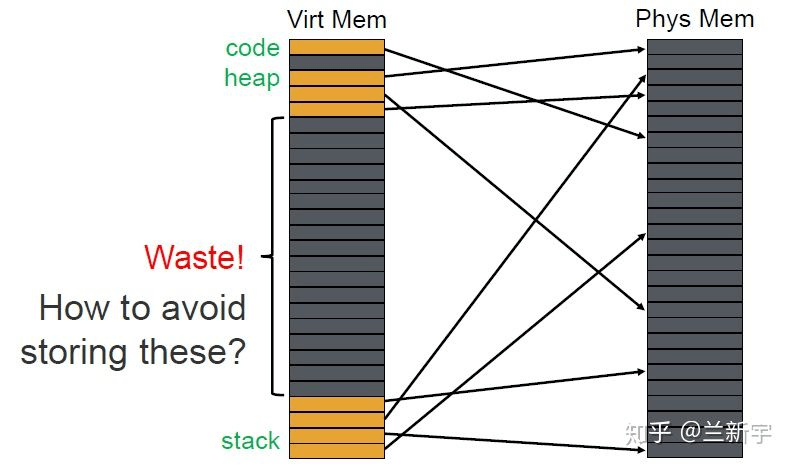 Virt Mem
Phys Mem
code
heap
Waste!
How to avoid
storing these?
stack
知乎 @兰新宇